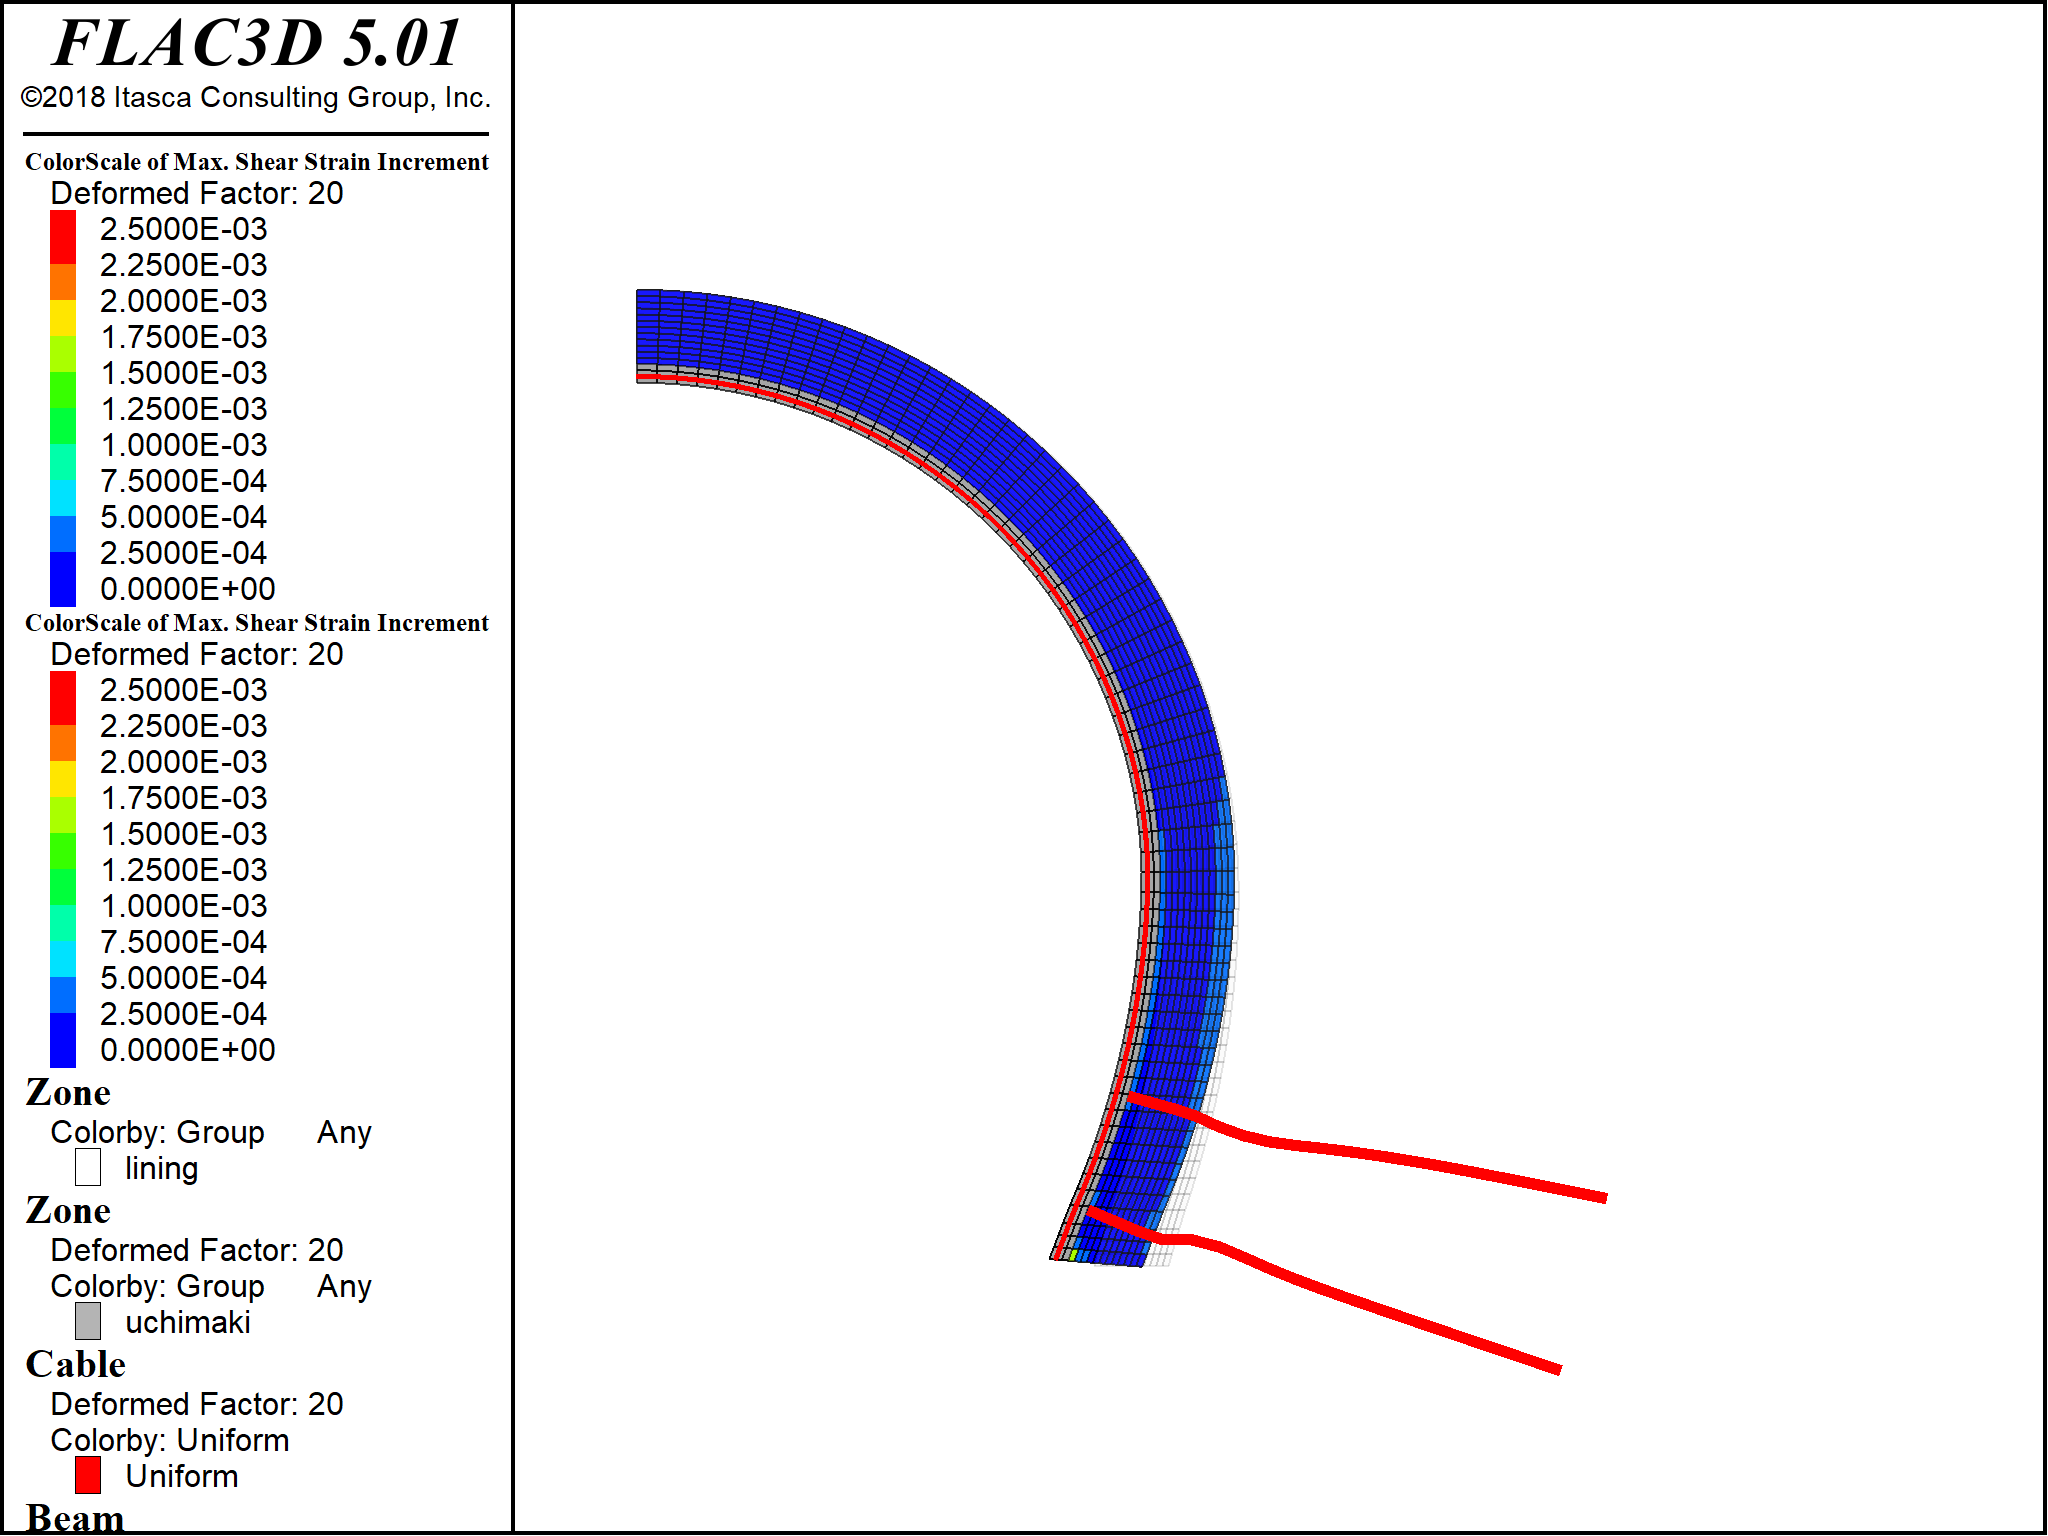 FLAC3D 5.01
©2018 Itasca Consulting Group, Inc.
ColorScale of Max. Shear Strain Increment
Deformed Factor: 20
2.5000E-03
2.2500E-03
2.0000E-03
1.7500E-03
1.5000E-03
1.2500E-03
1.0000E-03
7.5000E-04
5.0000E-04
2.5000E-04
0.0000E+00
ColorScale of Max. Shear Strain Increment
Deformed Factor: 20
2.5000E-03
2.2500E-03
2.0000E-03
1.7500E-03
1.5000E-03
1.2500E-03
1.0000E-03
7.5000E-04
5.0000E-04
2.5000E-04
0.0000E+00
Zone
Colorby: Group Any
lining
Zone
Deformed Factor: 20
Colorby: Group Any
uchimaki
Cable
Deformed Factor: 20
Colorby: Uniform
Uniform
Beam